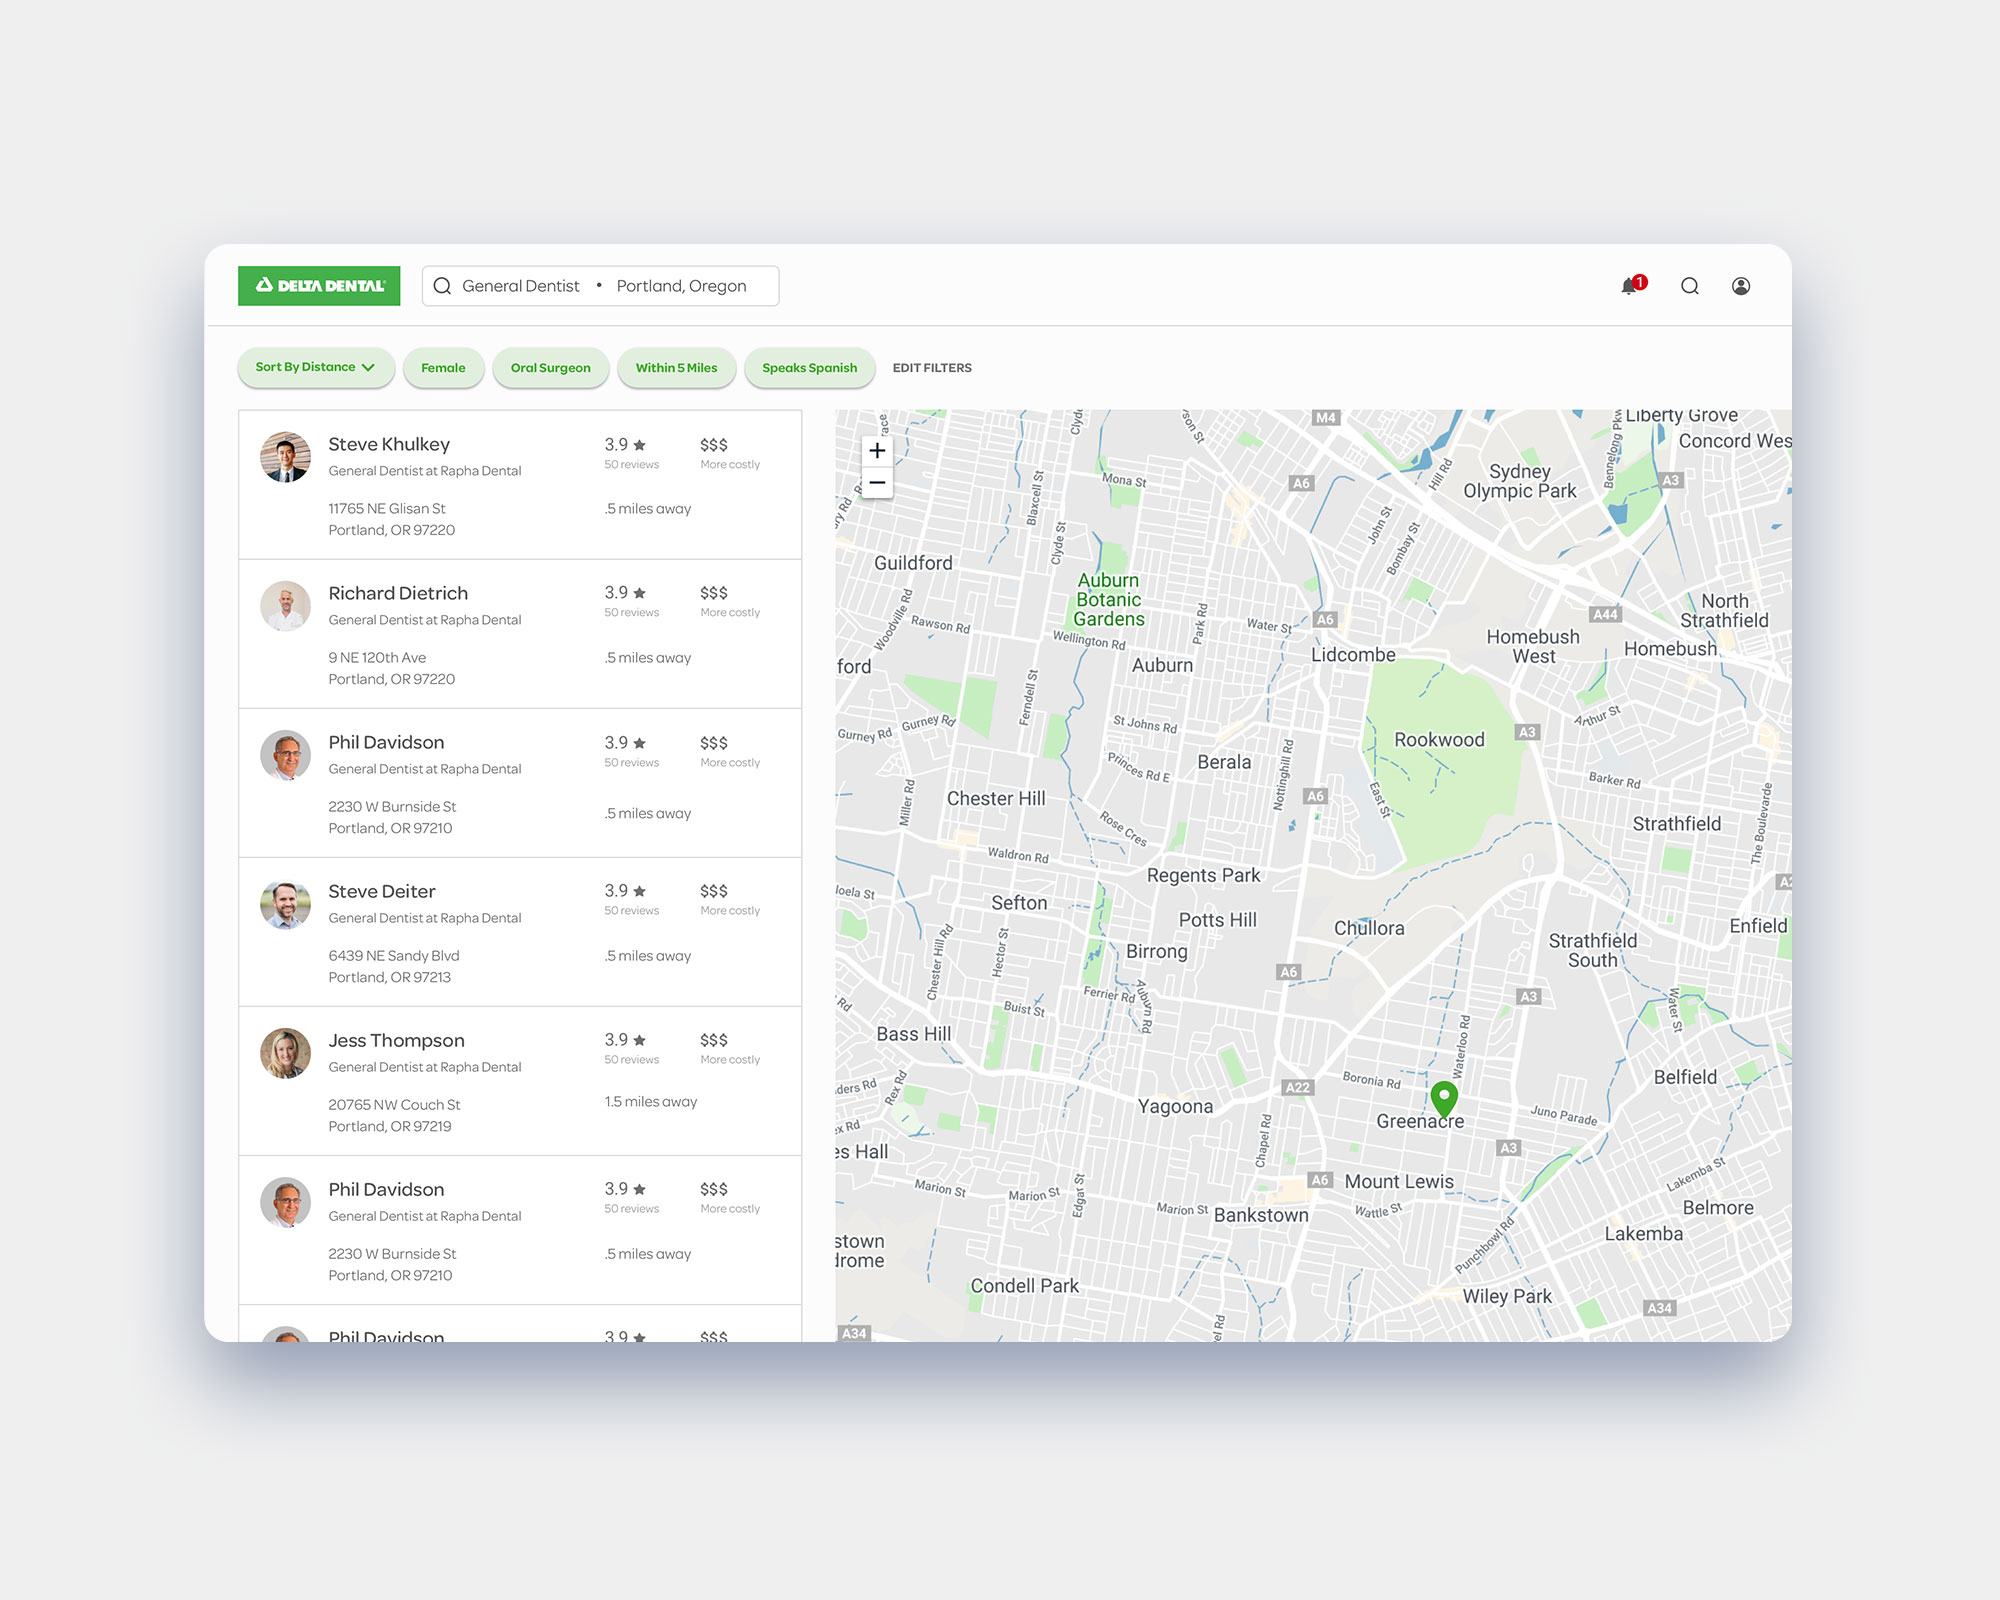 DELTA DENTAL
General Dentist • Portland, Oregon
1
Sort By Distance
Female
Oral Surgeon
Within 5 Miles
Speaks Spanish
EDIT FILTERS
Steve Khulkey
General Dentist at Rapha Dental
11765 NE Glisan St
Portland, OR 97220
3.9
50 reviews
$$$
More costly
.5 miles away
Richard Dietrich
General Dentist at Rapha Dental
9 NE 120th Ave
Portland, OR 97220
3.9
50 reviews
$$$
More costly
.5 miles away
Phil Davidson
General Dentist at Rapha Dental
2230 W Burnside St
Portland, OR 97210
3.9
50 reviews
$$$
More costly
.5 miles away
Steve Deiter
General Dentist at Rapha Dental
6439 NE Sandy Blvd
Portland, OR 97213
3.9
50 reviews
$$$
More costly
.5 miles away
Jess Thompson
General Dentist at Rapha Dental
20765 NW Couch St
Portland, OR 97219
3.9
50 reviews
$$$
More costly
1.5 miles away
Phil Davidson
General Dentist at Rapha Dental
2230 W Burnside St
Portland, OR 97210
3.9
50 reviews
$$$
More costly
.5 miles away
Phil Davidson
3.9
$$$
+
−
M4
Liberty Grove
Concord Wes
Bennelong Pkw
Clyde
son St
Sydney
Olympic Park
Hill Rd
A3
A6
Mona St
Blaxcell St
John St
Bombay St
Clyde St
Guildford
Auburn
Botanic
Gardens
Woodville Rd
Rawson Rd
Wellington Rd
Park Rd
Water St
A6
A44
North
Strathfield
Homebush
West
Homebush
Lidcombe
Auburn
ford
Ferndell St
Gurney Rd
Gurney Rd
St Johns Rd
Arthur St
A3
Rookwood
Berala
Princes Rd E
Nottinghill Rd
Barker Rd
Chester Hill
Miller Rd
A6
East St
The Boulevarde
Strathfield
Rose Cres
Waldron Rd
Regents Park
loela St
Sefton
Potts Hill
Chullora
Enfield
Birrong
Strathfield
South
Chester Hill Rd
Hector St
A6
A3
Ferrier Rd
Auburn Rd
Buist St
Water St
Bass Hill
Waterloo Rd
Boronia Rd
Belfield
ders Rd
Rex Rd
A22
Yagoona
Greenacre
Juno Parade
ex Rd
es Hall
Chapel Rd
A3
Marion St
Marion St
Edgar St
A6
Mount Lewis
Lakemba St
Marion St
Bankstown
Wattle St
Belmore
Punchbowl Rd
Lakemba
stown
drome
Condell Park
Wiley Park
A34
A34
el Rd